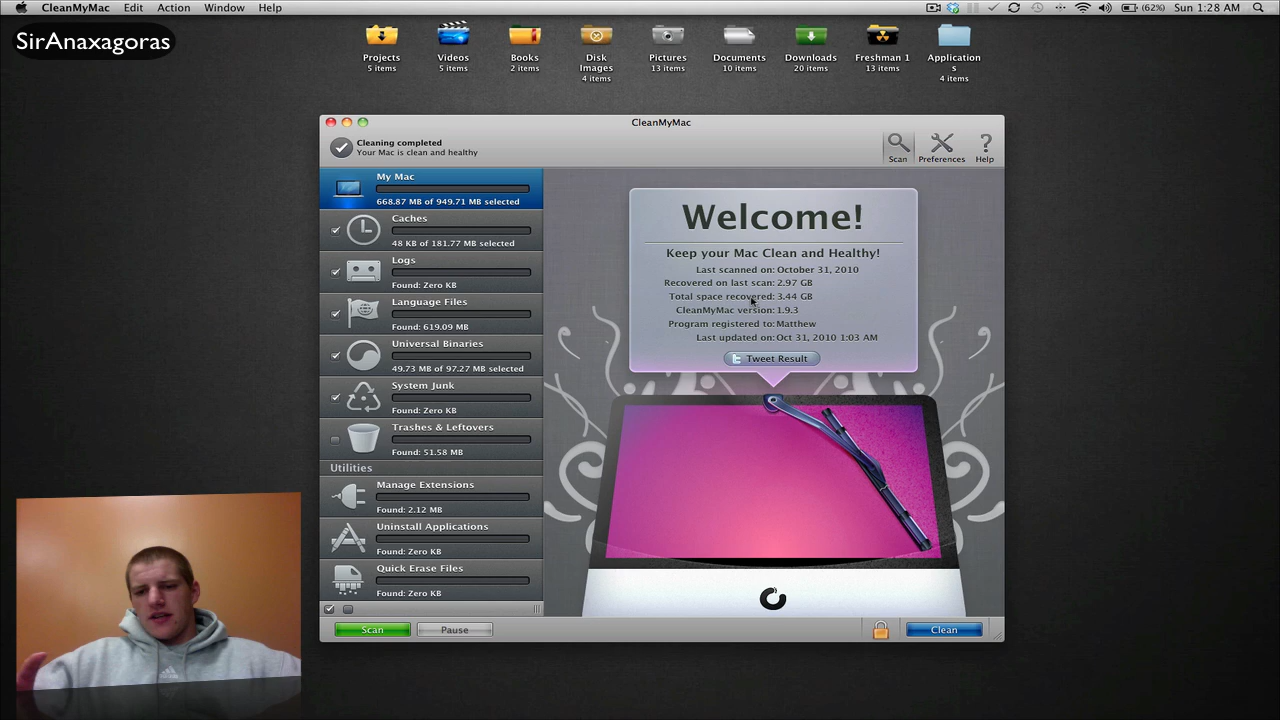 CleanMyMac Edit Action Window Help
(62%) Sun 1:28 AM
SirAnaxagoras
Projects
5 items
Videos
5 items
Books
2 items
Disk
Images
4 items
Pictures
13 items
Documents
10 items
Downloads
20 items
Freshman 1
13 items
Application
s
4 items
CleanMyMac
Cleaning completed
Your Mac is clean and healthy
Scan
Preferences
Help
My Mac
668.87 MB of 949.71 MB selected
Caches
48 KB of 181.77 MB selected
Logs
Found: Zero KB
Language Files
Found: 619.09 MB
Universal Binaries
49.73 MB of 97.27 MB selected
System Junk
Found: Zero KB
Trashes & Leftovers
Found: 51.58 MB
Utilities
Manage Extensions
Found: 2.12 MB
Uninstall Applications
Found: Zero KB
Quick Erase Files
Found: Zero KB
Welcome!
Keep your Mac Clean and Healthy!
Last scanned on: October 31, 2010
Recovered on last scan: 2.97 GB
Total space recovered: 3.44 GB
CleanMyMac version: 1.9.3
Program registered to: Matthew
Last updated on: Oct 31, 2010 1:03 AM
Tweet Result
Scan
Pause
Clean